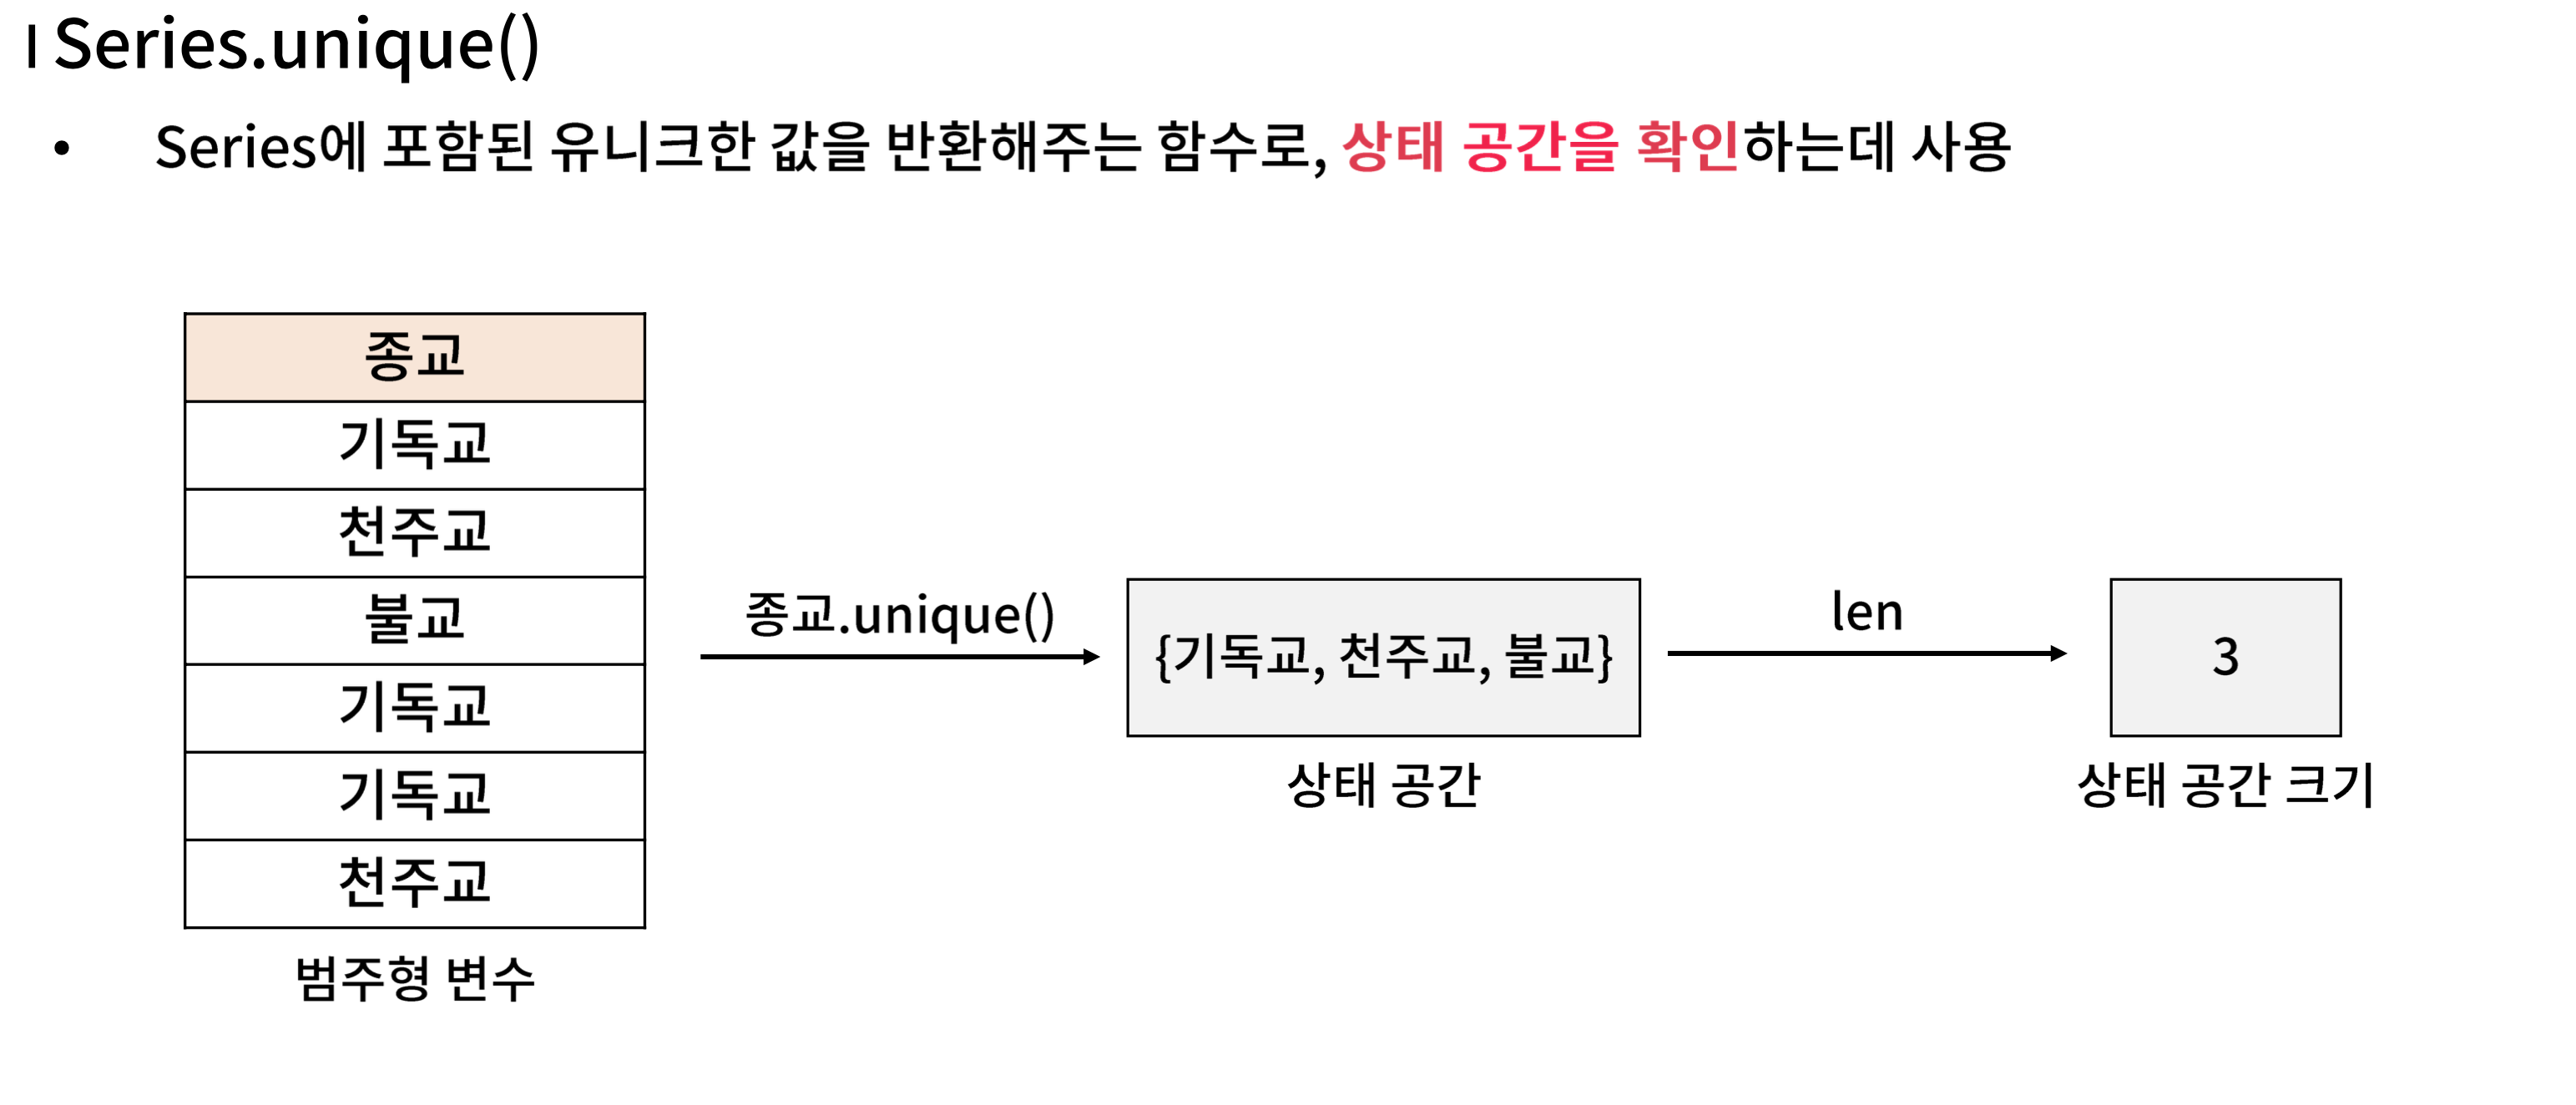 I Series.unique()
• Series에 포함된 유니크한 값을 반환해주는 함수로, 상태 공간을 확인하는데 사용
종교
기독교
천주교
불교
기독교
기독교
천주교
범주형 변수
종교.unique()
{기독교, 천주교, 불교}
상태 공간
len
3
상태 공간 크기